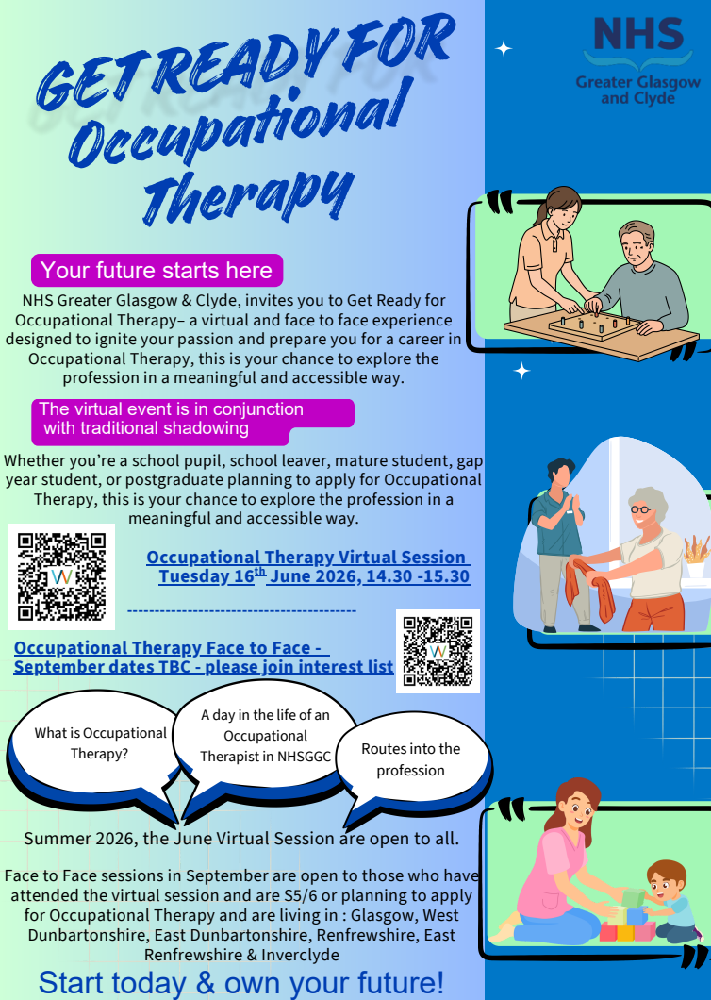 GET READY FOR
Occupational
Therapy
NHS
Greater Glasgow
and Clyde
Your future starts here
NHS Greater Glasgow & Clyde, invites you to Get Ready for
Occupational Therapy– a virtual and face to face experience
designed to ignite your passion and prepare you for a career in
Occupational Therapy, this is your chance to explore the
profession in a meaningful and accessible way.
The virtual event is in conjunction
with traditional shadowing
Whether you're a school pupil, school leaver, mature student, gap
year student, or postgraduate planning to apply for Occupational
Therapy, this is your chance to explore the profession in a
meaningful and accessible way.
Occupational Therapy Virtual Session
Tuesday 16th June 2026, 14.30 -15.30
------------------------------------------
Occupational Therapy Face to Face -
September dates TBC - please join interest list
What is Occupational
Therapy?
A day in the life of an
Occupational
Therapist in NHSGGC
Routes into the
profession
Summer 2026, the June Virtual Session are open to all.
Face to Face sessions in September are open to those who have
attended the virtual session and are S5/6 or planning to apply
for Occupational Therapy and are living in : Glasgow, West
Dunbartonshire, East Dunbartonshire, Renfrewshire, East
Renfrewshire & Inverclyde
Start today & own your future!